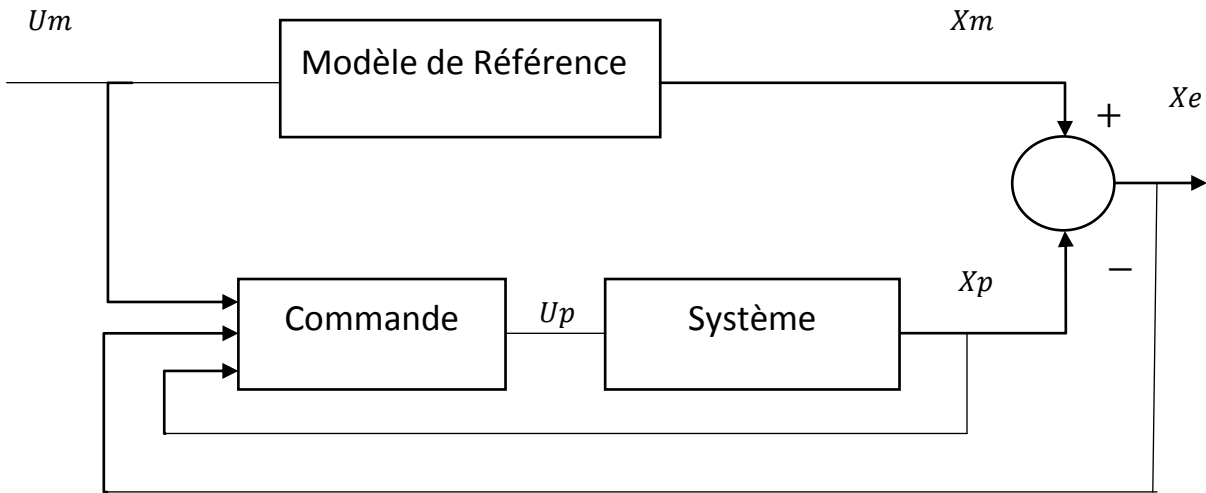 Um
Xm
Modèle de Référence
Xe
+
Commande
Up
Système
Xp
−